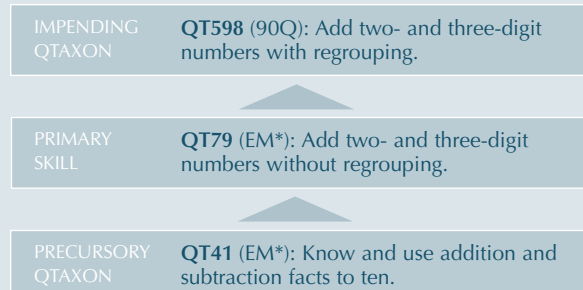 IMPENDING QTAXON
QT598 (90Q): Add two- and three-digit
numbers with regrouping.
PRIMARY SKILL
QT79 (EM*): Add two- and three-digit
numbers without regrouping.
PRECURSORY QTAXON
QT41 (EM*): Know and use addition and
subtraction facts to ten.